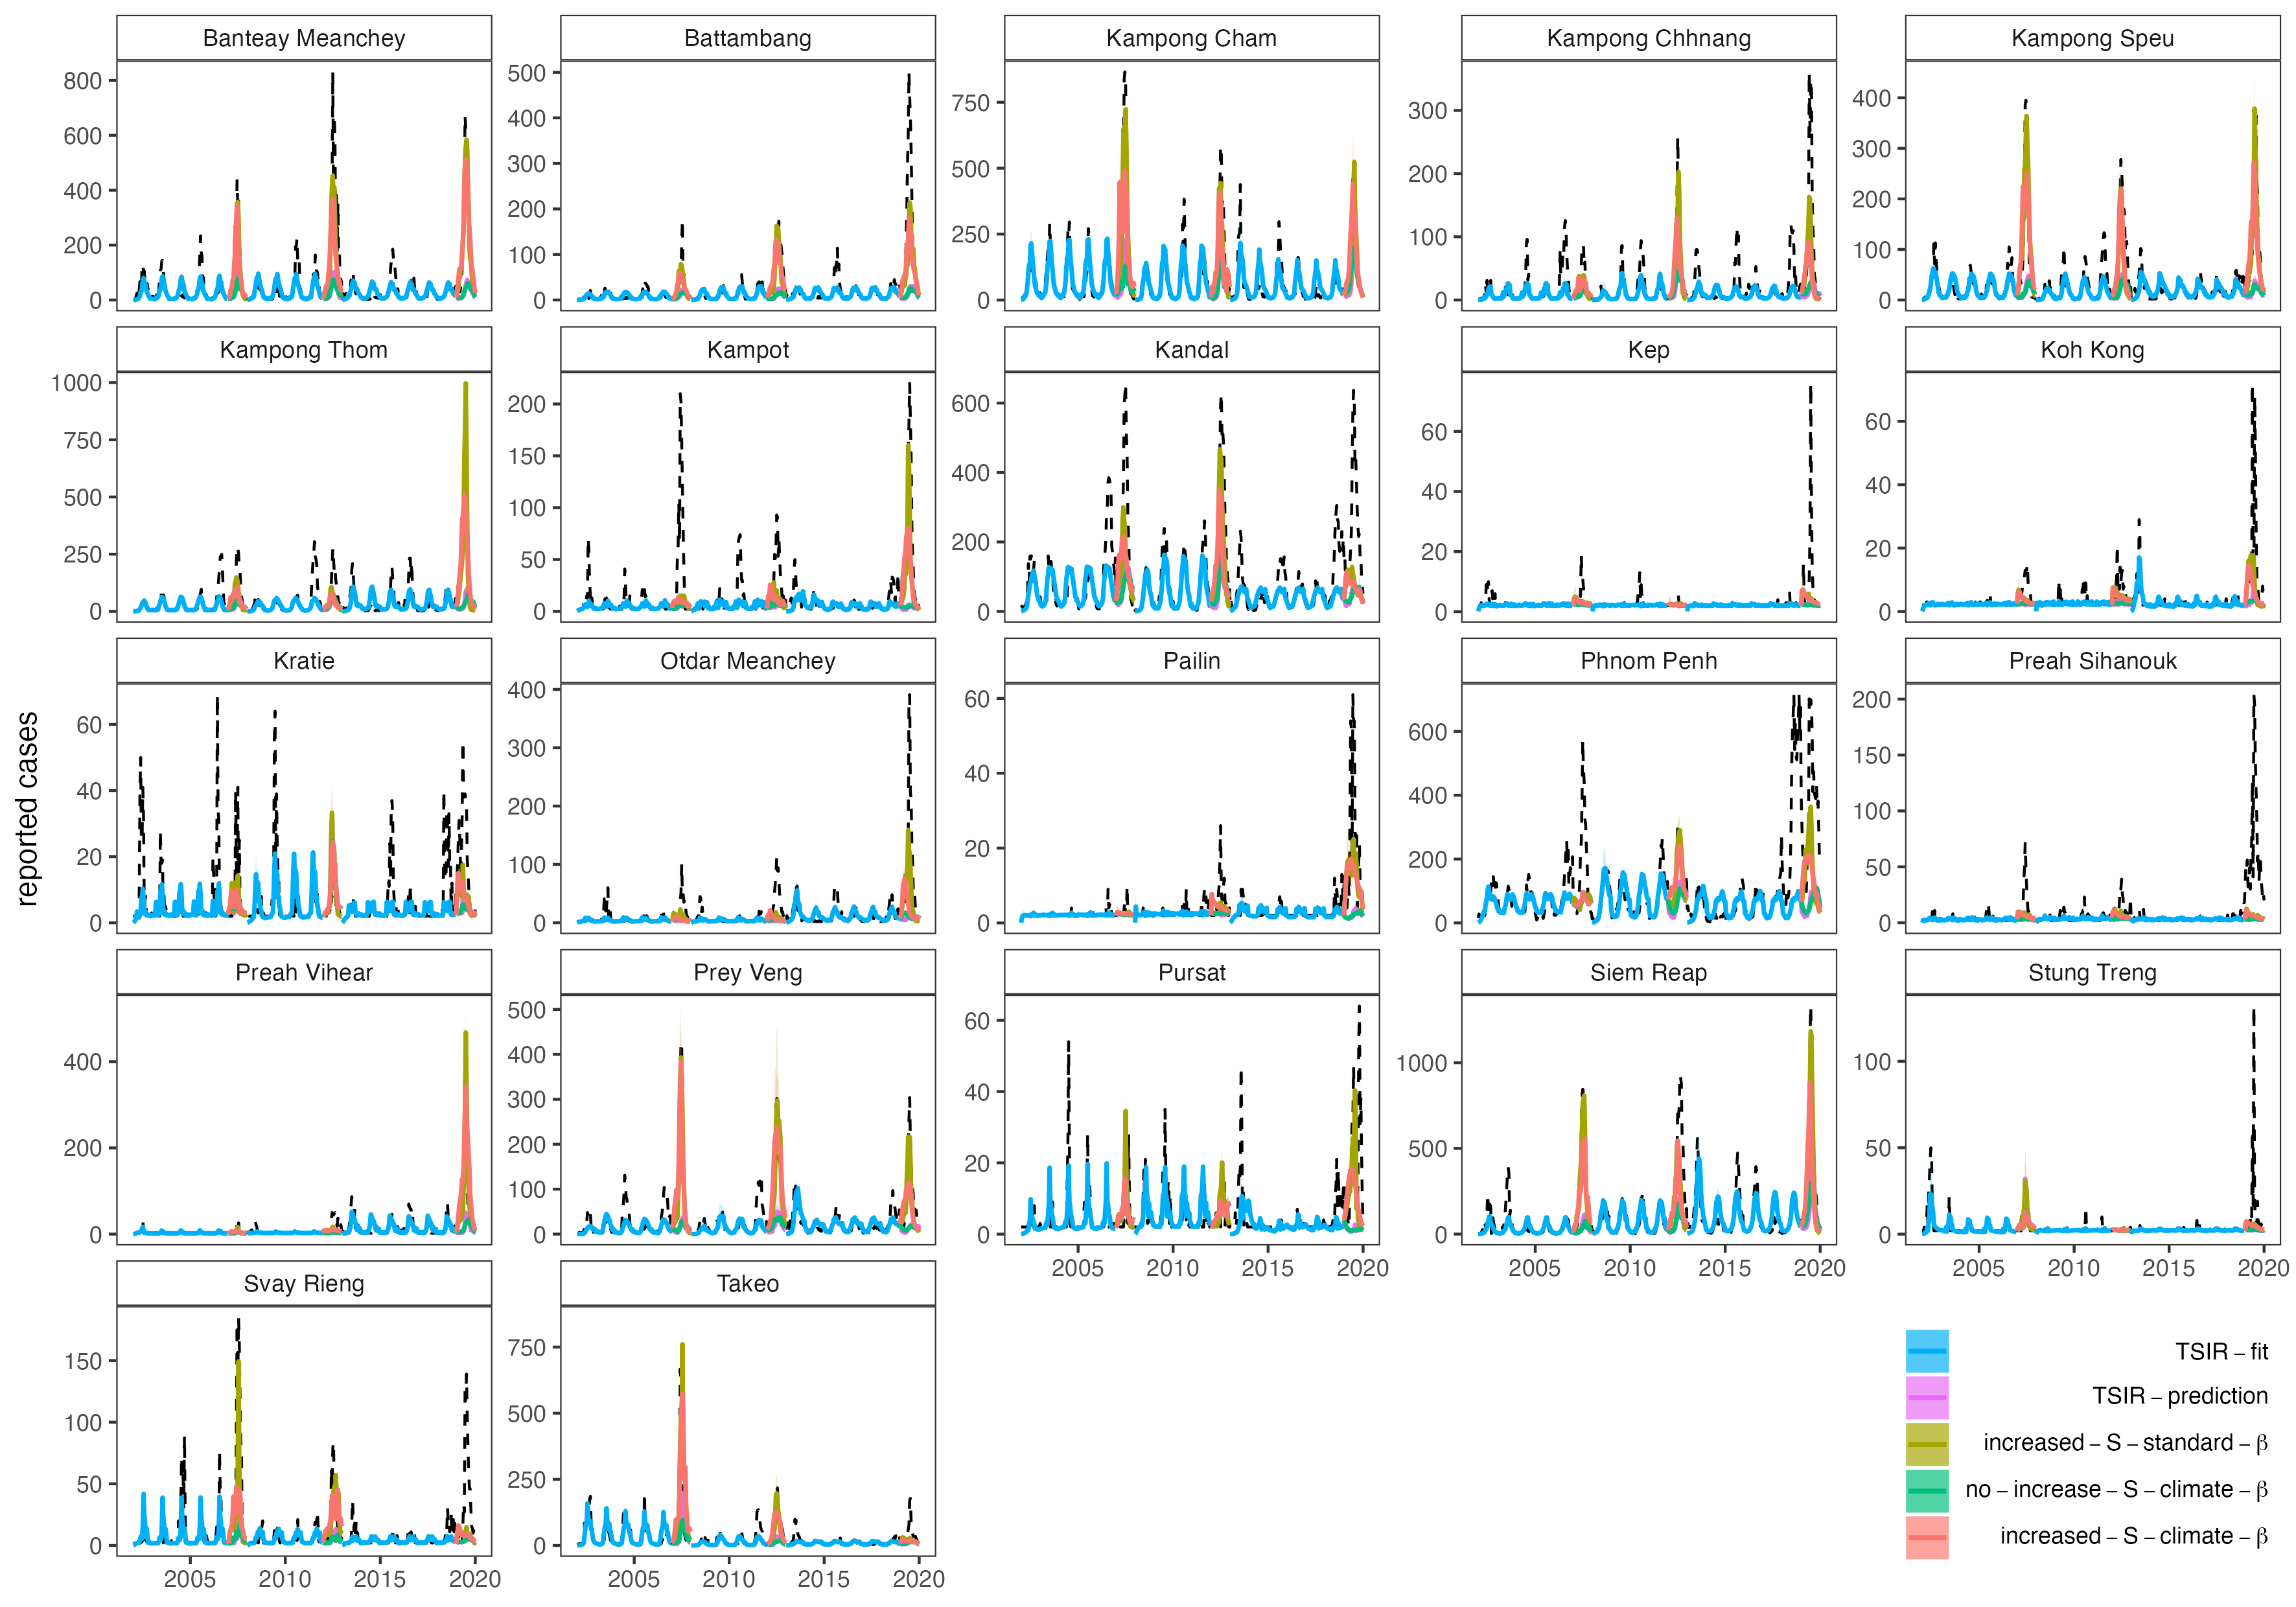 Banteay Meanchey
Battambang
Kampong Cham
Kampong Chhnang
Kampong Speu
800
600
400
200
0
500
400
300
200
100
0
750
500
250
0
300
200
100
0
400
300
200
100
0
Kampong Thom
Kampot
Kandal
Kep
Koh Kong
1000
750
500
250
0
200
150
100
50
0
600
400
200
0
60
40
20
0
60
40
20
0
Kratie
Otdar Meanchey
Pailin
Phnom Penh
Preah Sihanouk
60
40
20
0
400
300
200
100
0
60
40
20
0
600
400
200
0
200
150
100
50
0
reported cases
Preah Vihear
Prey Veng
Pursat
Siem Reap
Stung Treng
400
200
0
500
400
300
200
100
0
60
40
20
0
1000
500
0
100
50
0
2005 2010 2015 2020
2005 2010 2015 2020
2005 2010 2015 2020
Svay Rieng
Takeo
150
100
50
0
750
500
250
0
2005 2010 2015 2020
2005 2010 2015 2020
TSIR – fit
TSIR – prediction
increased – S – standard – β
no – increase – S – climate – β
increased – S – climate – β